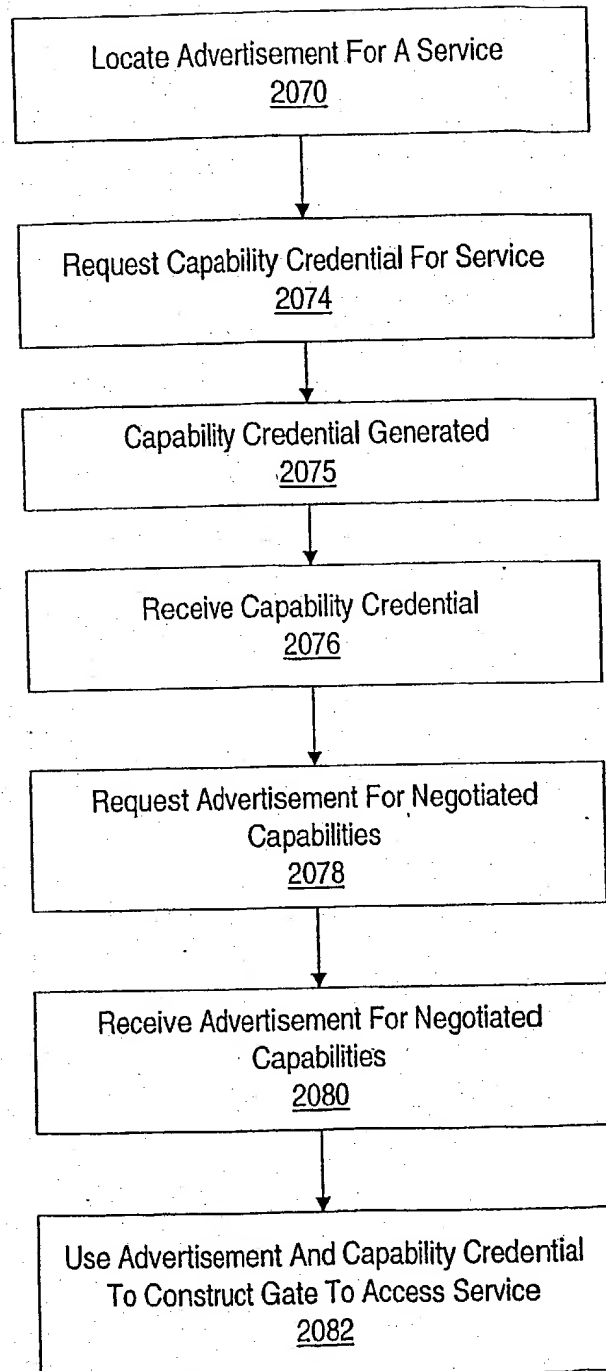 Locate Advertisement For A Service
2070
Request Capability Credential For Service
2074
Capability Credential Generated
2075
Receive Capability Credential
2076
Request Advertisement For Negotiated
Capabilities
2078
Receive Advertisement For Negotiated
Capabilities
2080
Use Advertisement And Capability Credential
To Construct Gate To Access Service
2082